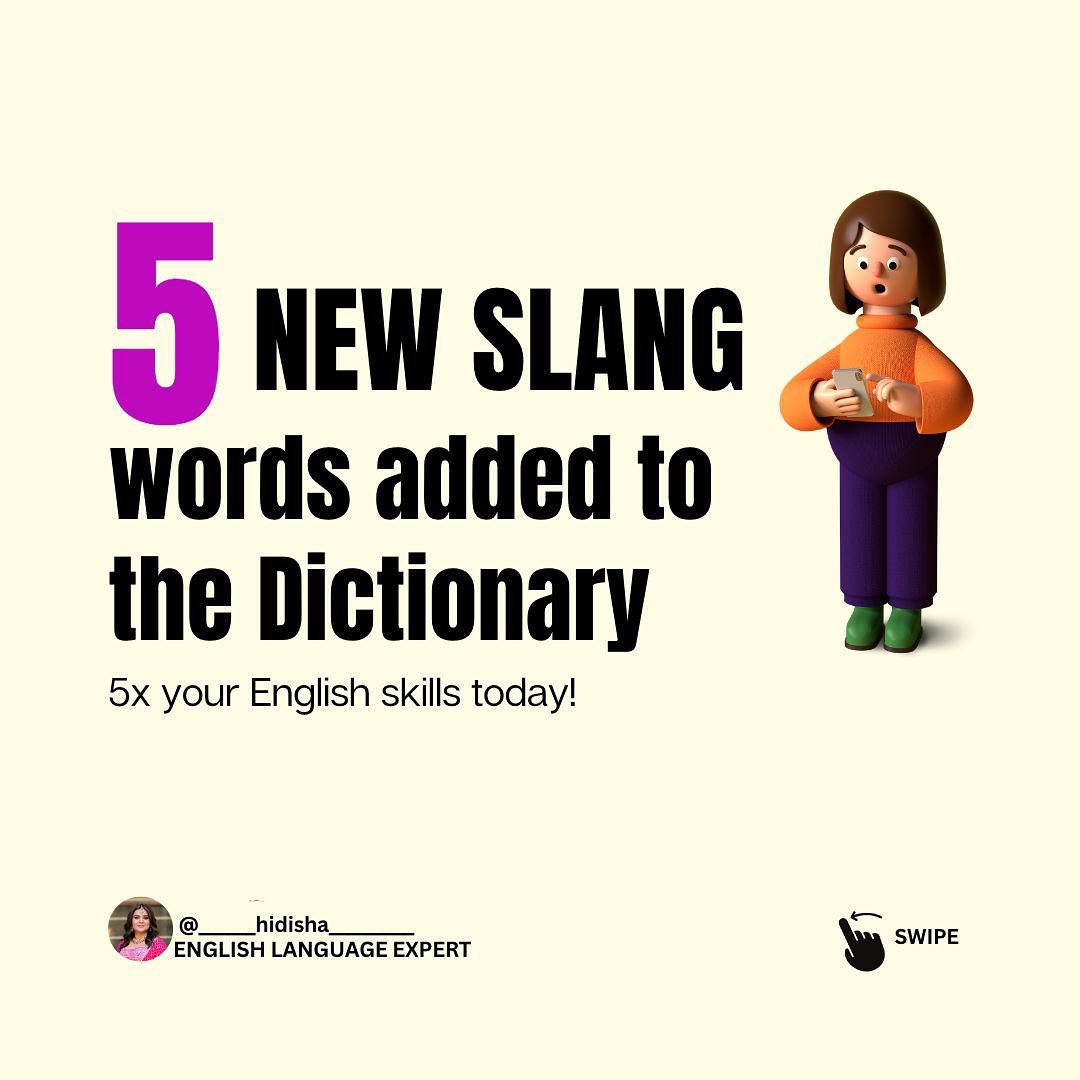 5 NEW SLANG
words added to
the Dictionary
5x your English skills today!
@_____hidisha________
ENGLISH LANGUAGE EXPERT
SWIPE